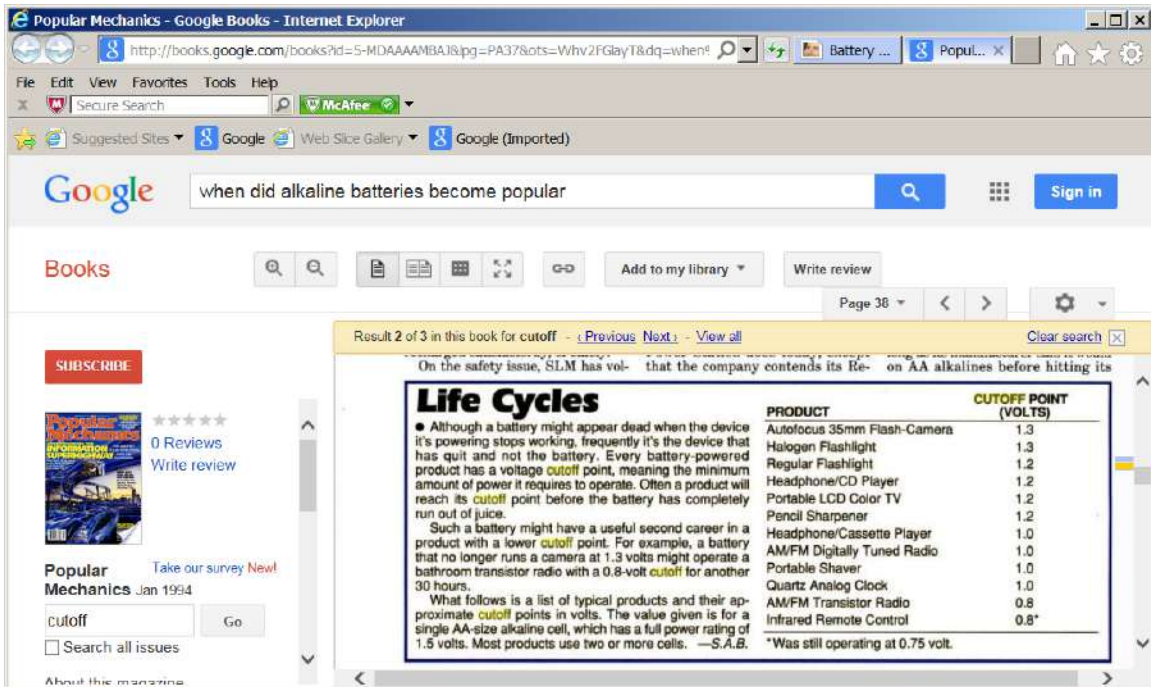 Popular Mechanics - Google Books - Internet Explorer
http://books.google.com/books?id=5-MDAAAAMBAJ&pg=PA37&ots=Whv2FGlayT&dq=when%
Battery ...
Popul...
File Edit View Favorites Tools Help
Secure Search
McAfee
Suggested Sites
Google
Web Slice Gallery
Google (Imported)
Google
when did alkaline batteries become popular
Sign in
Books
Add to my library
Write review
Page 38
Result 2 of 3 in this book for cutoff - ‹ Previous Next › - View all
Clear search
SUBSCRIBE
Popular Mechanics
INFORMATION
SUPERHIGHWAY
0 Reviews
Write review
Popular
Mechanics Jan 1994
Take our survey New!
cutoff
Go
Search all issues
About this magazine
On the safety issue, SLM has vol-
that the company contends its Re-
on AA alkalines before hitting its
Life Cycles
● Although a battery might appear dead when the device
it's powering stops working, frequently it's the device that
has quit and not the battery. Every battery-powered
product has a voltage cutoff point, meaning the minimum
amount of power it requires to operate. Often a product will
reach its cutoff point before the battery has completely
run out of juice.
Such a battery might have a useful second career in a
product with a lower cutoff point. For example, a battery
that no longer runs a camera at 1.3 volts might operate a
bathroom transistor radio with a 0.8-volt cutoff for another
30 hours.
What follows is a list of typical products and their ap-
proximate cutoff points in volts. The value given is for a
single AA-size alkaline cell, which has a full power rating of
1.5 volts. Most products use two or more cells. —S.A.B.
PRODUCT CUTOFF POINT
(VOLTS)
Autofocus 35mm Flash-Camera 1.3
Halogen Flashlight 1.3
Regular Flashlight 1.2
Headphone/CD Player 1.2
Portable LCD Color TV 1.2
Pencil Sharpener 1.2
Headphone/Cassette Player 1.0
AM/FM Digitally Tuned Radio 1.0
Portable Shaver 1.0
Quartz Analog Clock 1.0
AM/FM Transistor Radio 0.8
Infrared Remote Control 0.8*
*Was still operating at 0.75 volt.